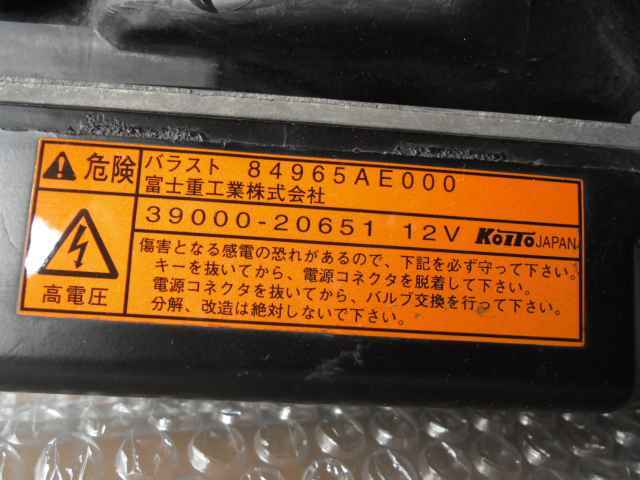 危険
バラスト 84965AE000
富士重工業株式会社
39000-20651 12V KOITO JAPAN
高電圧
傷害となる感電の恐れがあるので、下記を必ず守って下さい。
キーを抜いてから、電源コネクタを脱着して下さい。
電源コネクタを抜いてから、バルブ交換を行って下さい。
分解、改造は絶対しないで下さい。